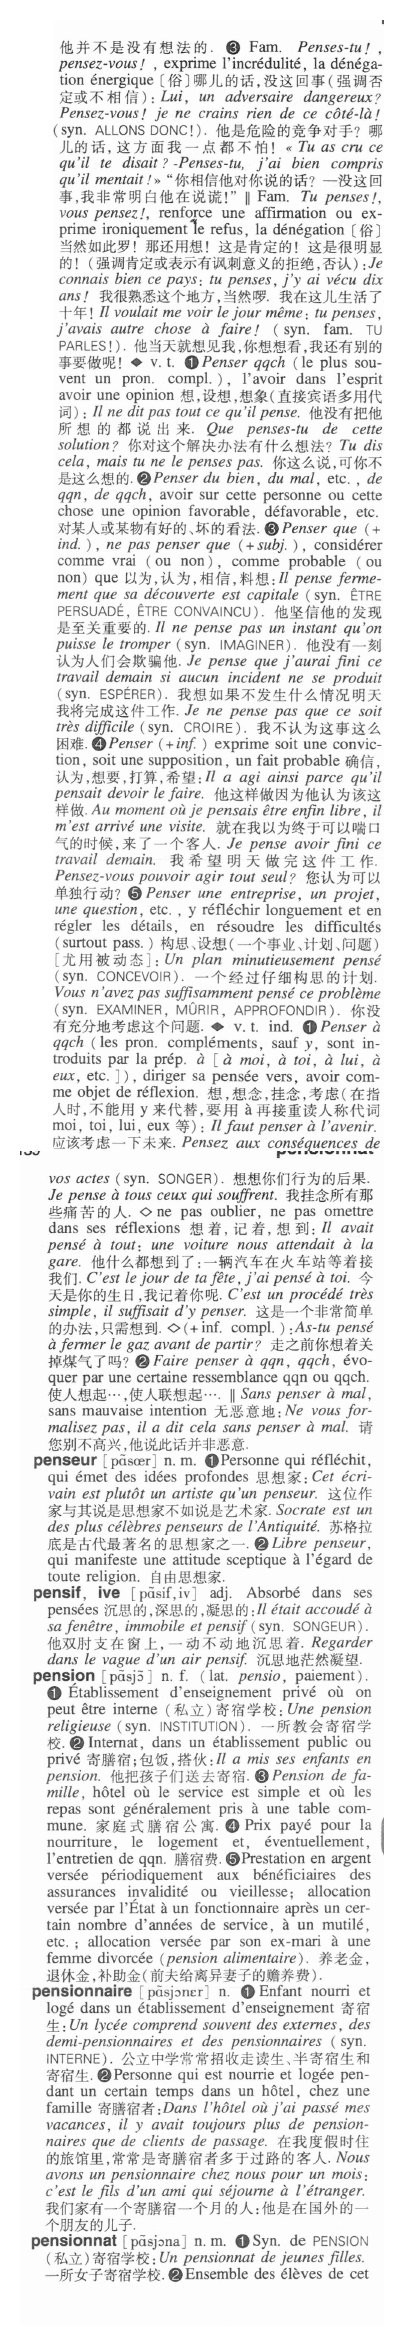 他并不是没有想法的. ❸ Fam. Penses-tu! ,
pensez-vous! , exprime l'incrédulité, la dénéga-
tion énergique〔俗〕哪儿的话,没这回事(强调否
定或不相信): Lui, un adversaire dangereux?
Pensez-vous! je ne crains rien de ce côté-là!
(syn. ALLONS DONC!). 他是危险的竞争对手? 哪
儿的话, 这方面我一点都不怕! « Tu as cru ce
qu'il te disait ? -Penses-tu, j'ai bien compris
qu'il mentait !» “你相信他对你说的话? —没这回
事,我非常明白他在说谎!” ‖ Fam. Tu penses!,
vous pensez!, renforce une affirmation ou ex-
prime ironiquement le refus, la dénégation〔俗〕
当然如此罗! 那还用想! 这是肯定的! 这是很明显
的! (强调肯定或表示有讽刺意义的拒绝,否认):Je
connais bien ce pays: tu penses, j'y ai vécu dix
ans! 我很熟悉这个地方,当然啰. 我在这儿生活了
十年! Il voulait me voir le jour même: tu penses,
j'avais autre chose à faire! (syn. fam. TU
PARLES!). 他当天就想见我,你想想看,我还有别的
事要做呢! ◆ v. t. ❶ Penser qqch (le plus sou-
vent un pron. compl.), l'avoir dans l'esprit
avoir une opinion 想,设想,想象(直接宾语多用代
词): Il ne dit pas tout ce qu'il pense. 他没有把他
所想的都说出来. Que penses-tu de cette
solution? 你对这个解决办法有什么想法? Tu dis
cela, mais tu ne le penses pas. 你这么说,可你不
是这么想的. ❷ Penser du bien, du mal, etc. , de
qqn, de qqch, avoir sur cette personne ou cette
chose une opinion favorable, défavorable, etc.
对某人或某物有好的、坏的看法. ❸ Penser que (+
ind. ), ne pas penser que (+subj. ), considérer
comme vrai (ou non), comme probable (ou
non) que 以为,认为,相信,料想: Il pense ferme-
ment que sa découverte est capitale (syn. ÊTRE
PERSUADÉ, ÊTRE CONVAINCU). 他坚信他的发现
是至关重要的. Il ne pense pas un instant qu'on
puisse le tromper (syn. IMAGINER). 他没有一刻
认为人们会欺骗他. Je pense que j'aurai fini ce
travail demain si aucun incident ne se produit
(syn. ESPÉRER). 我想如果不发生什么情况明天
我将完成这件工作. Je ne pense pas que ce soit
très difficile (syn. CROIRE). 我不认为这事这么
困难. ❹ Penser (+inf. ) exprime soit une convic-
tion, soit une supposition, un fait probable 确信,
认为,想要,打算,希望: Il a agi ainsi parce qu'il
pensait devoir le faire. 他这样做因为他认为该这
样做. Au moment où je pensais être enfin libre, il
m'est arrivé une visite. 就在我以为终于可以喘口
气的时候,来了一个客人. Je pense avoir fini ce
travail demain. 我希望明天做完这件工作.
Pensez-vous pouvoir agir tout seul? 您认为可以
单独行动? ❺ Penser une entreprise, un projet,
une question, etc. , y réfléchir longuement et en
régler les détails, en résoudre les difficultés
(surtout pass.) 构思、设想(一个事业、计划、问题)
[尤用被动态]: Un plan minutieusement pensé
(syn. CONCEVOIR). 一个经过仔细构思的计划.
Vous n'avez pas suffisamment pensé ce problème
(syn. EXAMINER, MÛRIR, APPROFONDIR). 你没
有充分地考虑这个问题. ◆ v. t. ind. ❶ Penser à
qqch (les pron. compléments, sauf y, sont in-
troduits par la prép. à [à moi, à toi, à lui, à
eux, etc. ]), diriger sa pensée vers, avoir com-
me objet de réflexion. 想,想念,挂念,考虑(在指
人时,不能用 y 来代替,要用 à 再接重读人称代词
moi, toi, lui, eux 等): Il faut penser à l'avenir.
应该考虑一下未来. Pensez aux conséquences de
vos actes (syn. SONGER). 想想你们行为的后果.
Je pense à tous ceux qui souffrent. 我挂念所有那
些痛苦的人. ◇ ne pas oublier, ne pas omettre
dans ses réflexions 想着,记着,想到: Il avait
pensé à tout: une voiture nous attendait à la
gare. 他什么都想到了:一辆汽车在火车站等着接
我们. C'est le jour de ta fête, j'ai pensé à toi. 今
天是你的生日,我记着你呢. C'est un procédé très
simple, il suffisait d'y penser. 这是一个非常简单
的办法,只需想到. ◇(+inf. compl. ):As-tu pensé
à fermer le gaz avant de partir? 走之前你想着关
掉煤气了吗? ❷ Faire penser à qqn, qqch, évo-
quer par une certaine ressemblance qqn ou qqch.
使人想起…,使人联想起…. ‖ Sans penser à mal,
sans mauvaise intention 无恶意地: Ne vous for-
malisez pas, il a dit cela sans penser à mal. 请
您别不高兴,他说此话并非恶意.
penseur [pɑ̃sœr] n. m. ❶Personne qui réfléchit,
qui émet des idées profondes 思想家: Cet écri-
vain est plutôt un artiste qu'un penseur. 这位作
家与其说是思想家不如说是艺术家. Socrate est un
des plus célèbres penseurs de l'Antiquité. 苏格拉
底是古代最著名的思想家之一. ❷ Libre penseur,
qui manifeste une attitude sceptique à l'égard de
toute religion. 自由思想家.
pensif, ive [pɑ̃sif,iv] adj. Absorbé dans ses
pensées 沉思的,深思的,凝思的: Il était accoudé à
sa fenêtre, immobile et pensif (syn. SONGEUR).
他双肘支在窗上,一动不动地沉思着. Regarder
dans le vague d'un air pensif. 沉思地茫然凝望.
pension [pɑ̃sjɔ̃] n. f. (lat. pensio, paiement).
❶ Établissement d'enseignement privé où on
peut être interne (私立)寄宿学校: Une pension
religieuse (syn. INSTITUTION). 一所教会寄宿学
校. ❷ Internat, dans un établissement public ou
privé 寄膳宿;包饭,搭伙: Il a mis ses enfants en
pension. 他把孩子们送去寄宿. ❸ Pension de fa-
mille, hôtel où le service est simple et où les
repas sont généralement pris à une table com-
mune. 家庭式膳宿公寓. ❹ Prix payé pour la
nourriture, le logement et, éventuellement,
l'entretien de qqn. 膳宿费. ❺Prestation en argent
versée périodiquement aux bénéficiaires des
assurances invalidité ou vieillesse; allocation
versée par l'État à un fonctionnaire après un cer-
tain nombre d'années de service, à un mutilé,
etc. ; allocation versée par son ex-mari à une
femme divorcée (pension alimentaire). 养老金,
退休金,补助金(前夫给离异妻子的赡养费).
pensionnaire [pɑ̃sjɔnɛr] n. ❶ Enfant nourri et
logé dans un établissement d'enseignement 寄宿
生: Un lycée comprend souvent des externes, des
demi-pensionnaires et des pensionnaires (syn.
INTERNE). 公立中学常常招收走读生、半寄宿生和
寄宿生. ❷Personne qui est nourrie et logée pen-
dant un certain temps dans un hôtel, chez une
famille 寄膳宿者:Dans l'hôtel où j'ai passé mes
vacances, il y avait toujours plus de pension-
naires que de clients de passage. 在我度假时住
的旅馆里,常常是寄膳宿者多于过路的客人. Nous
avons un pensionnaire chez nous pour un mois:
c'est le fils d'un ami qui séjourne à l'étranger.
我们家有一个寄膳宿一个月的人:他是在国外的一
个朋友的儿子.
pensionnat [pɑ̃sjɔna] n. m. ❶ Syn. de PENSION
(私立)寄宿学校: Un pensionnat de jeunes filles.
一所女子寄宿学校. ❷ Ensemble des élèves de cet